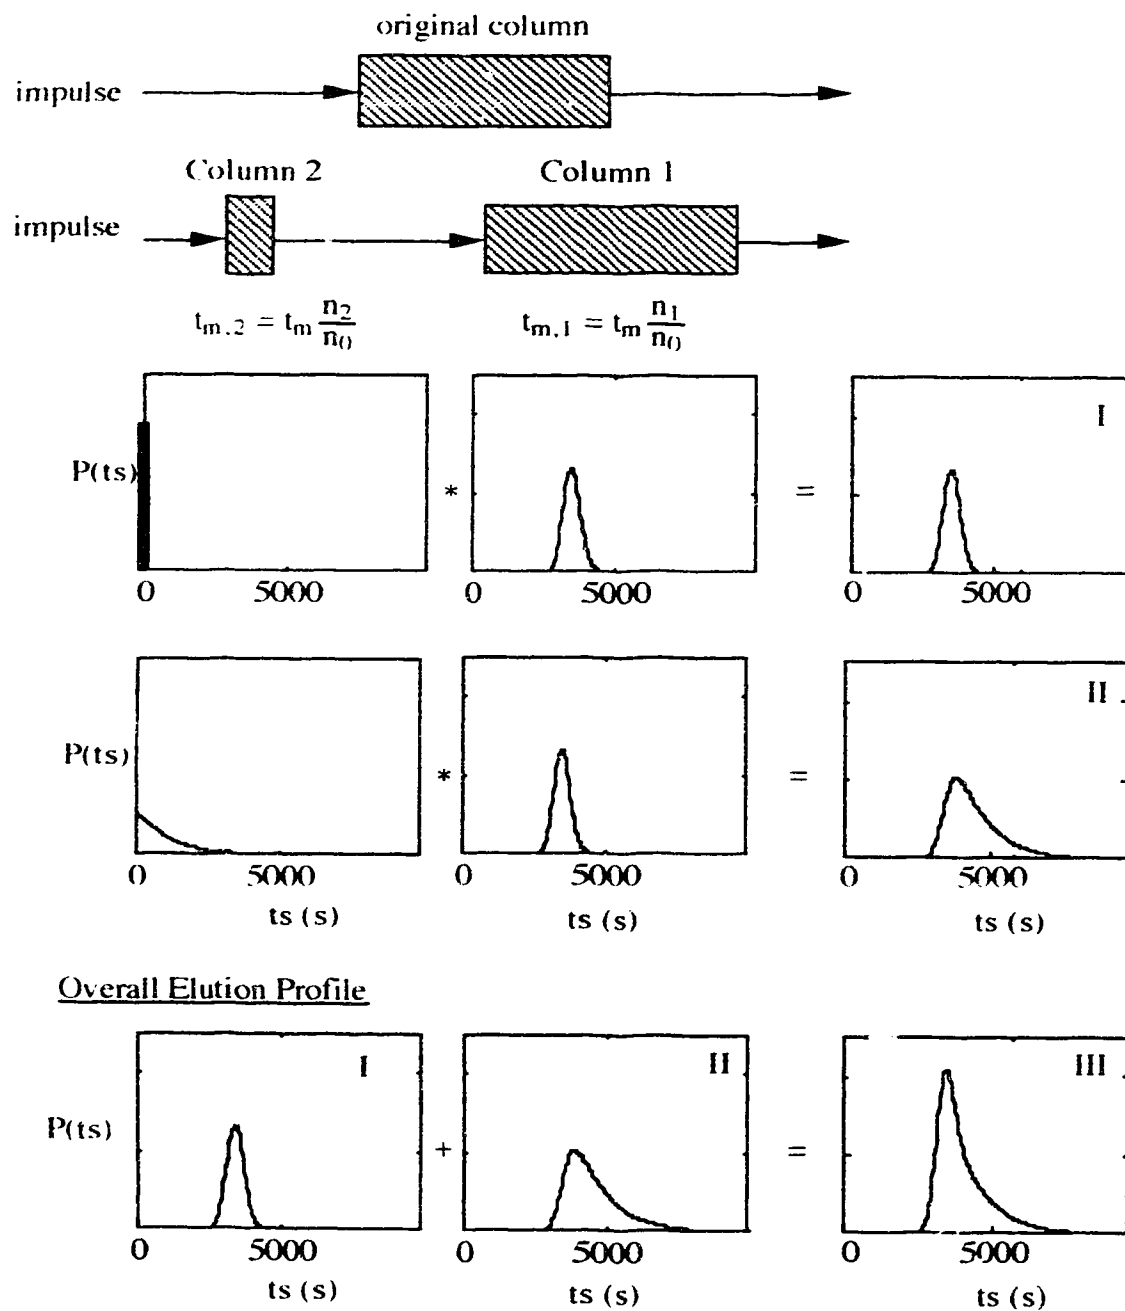 original column
impulse
Column 2 Column 1
impulse
t_{m,2} = t_m n_2/n_0 t_{m,1} = t_m n_1/n_0
P(ts) * = I
0 5000 0 5000 0 5000
P(ts) * = II
0 5000 0 5000 0 5000
ts (s) ts (s) ts (s)
Overall Elution Profile
P(ts) I + II = III
0 5000 0 5000 0 5000
ts (s) ts (s) ts (s)